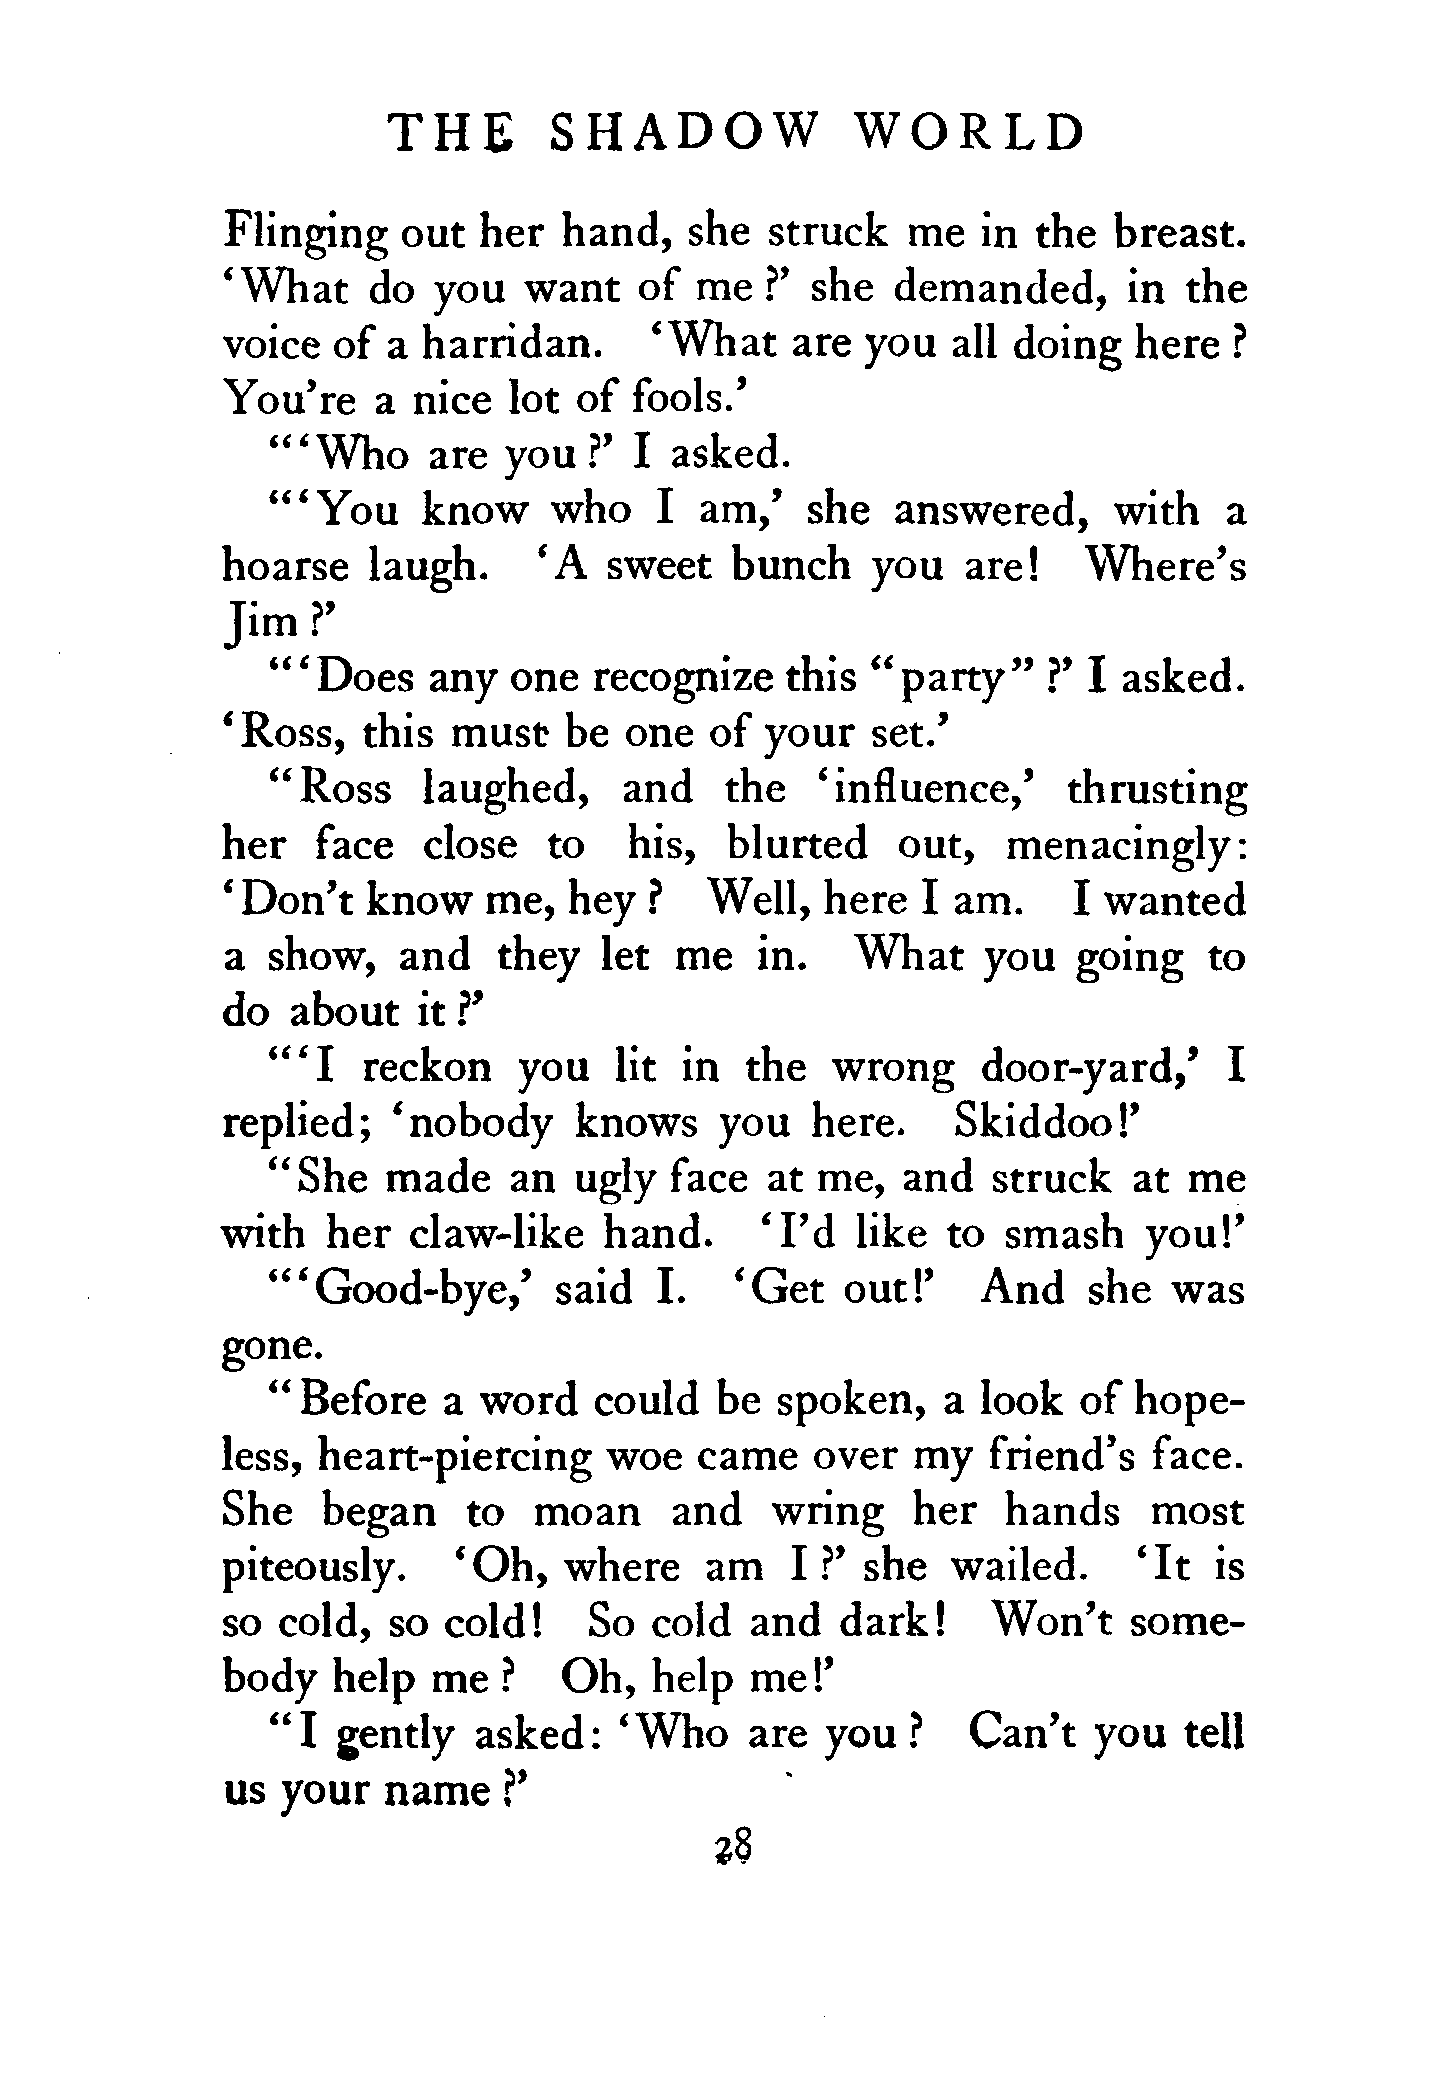 THE SHADOW WORLD
Flinging out her hand, she struck me in the breast.
‘What do you want of me?’ she demanded, in the
voice of a harridan. ‘What are you all doing here?
You’re a nice lot of fools.’
“‘Who are you?’ I asked.
“‘You know who I am,’ she answered, with a
hoarse laugh. ‘A sweet bunch you are! Where’s
Jim?’
“‘Does any one recognize this “party”?’ I asked.
‘Ross, this must be one of your set.’
“Ross laughed, and the ‘influence,’ thrusting
her face close to his, blurted out, menacingly:
‘Don’t know me, hey? Well, here I am. I wanted
a show, and they let me in. What you going to
do about it?’
“‘I reckon you lit in the wrong door-yard,’ I
replied; ‘nobody knows you here. Skiddoo!’
“She made an ugly face at me, and struck at me
with her claw-like hand. ‘I’d like to smash you!’
“‘Good-bye,’ said I. ‘Get out!’ And she was
gone.
“Before a word could be spoken, a look of hope-
less, heart-piercing woe came over my friend’s face.
She began to moan and wring her hands most
piteously. ‘Oh, where am I?’ she wailed. ‘It is
so cold, so cold! So cold and dark! Won’t some-
body help me? Oh, help me!’
“I gently asked: ‘Who are you? Can’t you tell
us your name?’
28